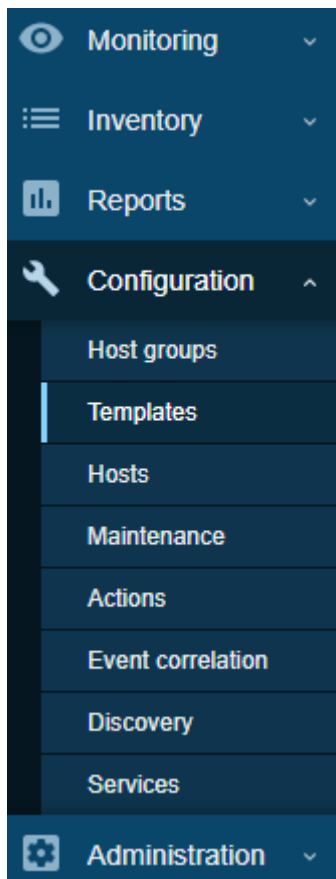 Monitoring
Inventory
Reports
Configuration
Host groups
Templates
Hosts
Maintenance
Actions
Event correlation
Discovery
Services
Administration